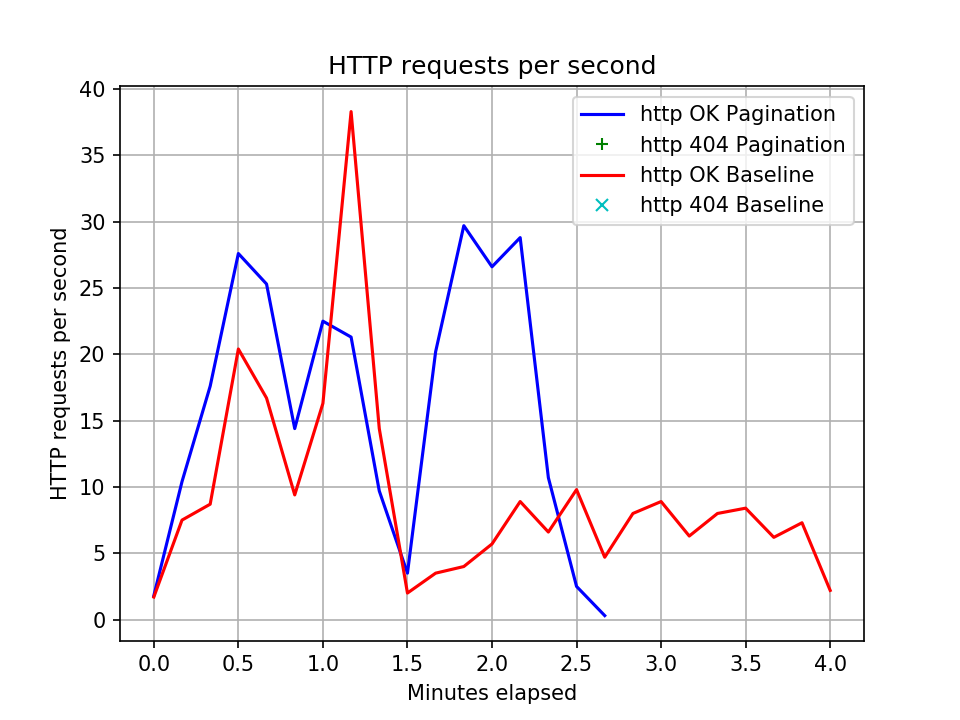 HTTP requests per second
http OK Pagination
http 404 Pagination
http OK Baseline
http 404 Baseline
HTTP requests per second
40
35
30
25
20
15
10
5
0
0.0 0.5 1.0 1.5 2.0 2.5 3.0 3.5 4.0
Minutes elapsed